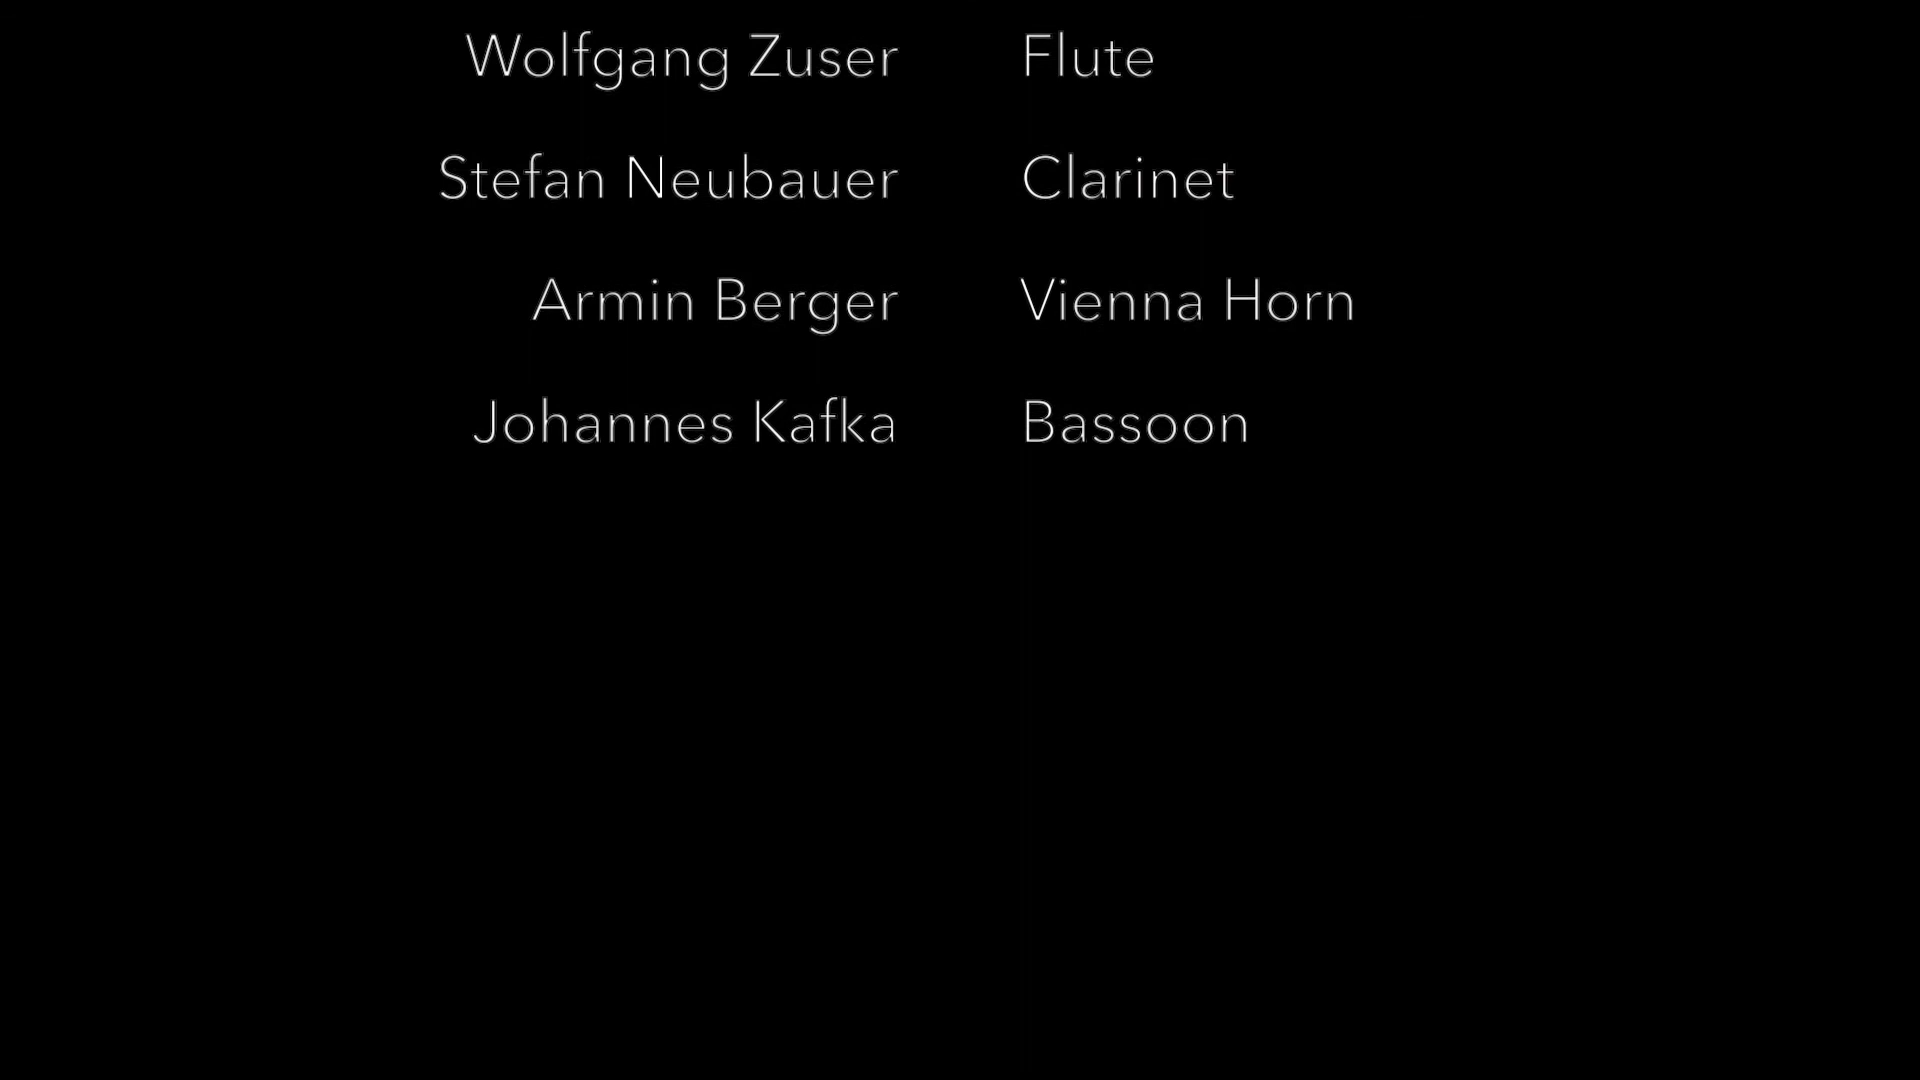 Wolfgang Zuser Flute
Stefan Neubauer Clarinet
Armin Berger Vienna Horn
Johannes Kafka Bassoon